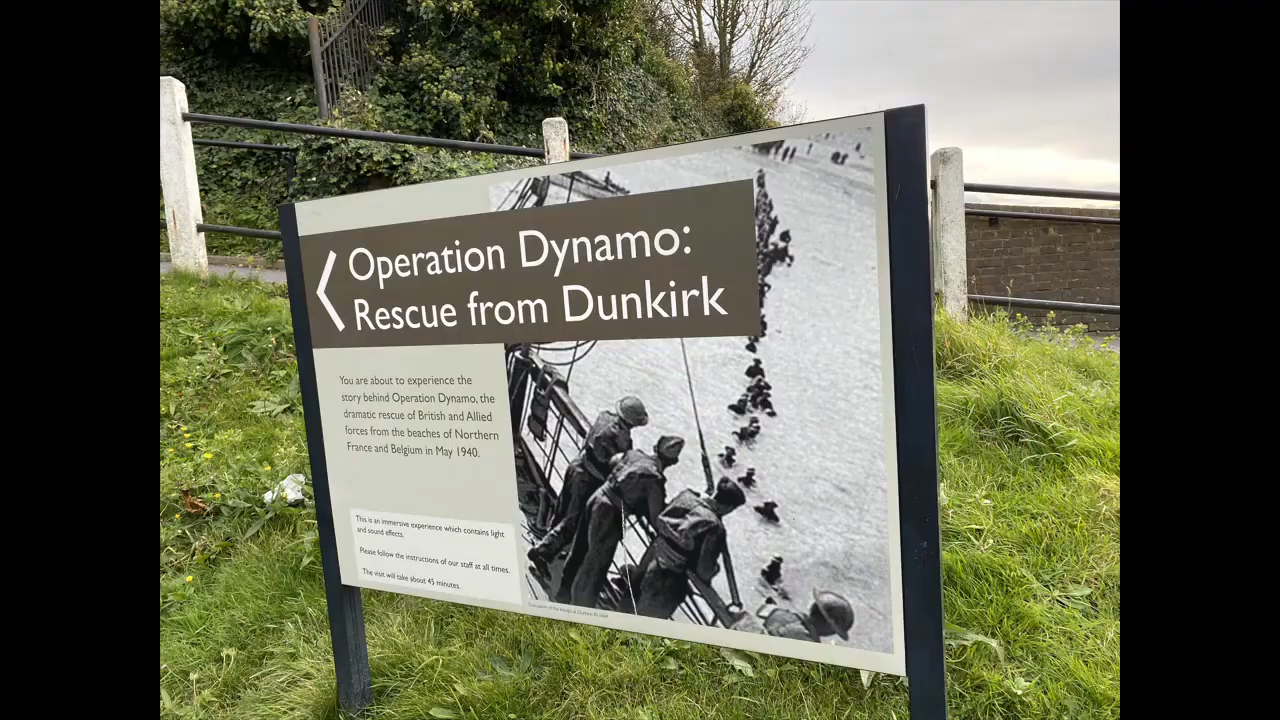 Operation Dynamo:
Rescue from Dunkirk
You are about to experience the
story behind Operation Dynamo, the
dramatic rescue of British and Allied
forces from the beaches of Northern
France and Belgium in May 1940.
This is an immersive experience which contains light
and sound effects.
Please follow the instructions of our staff at all times.
The visit will take about 45 minutes.